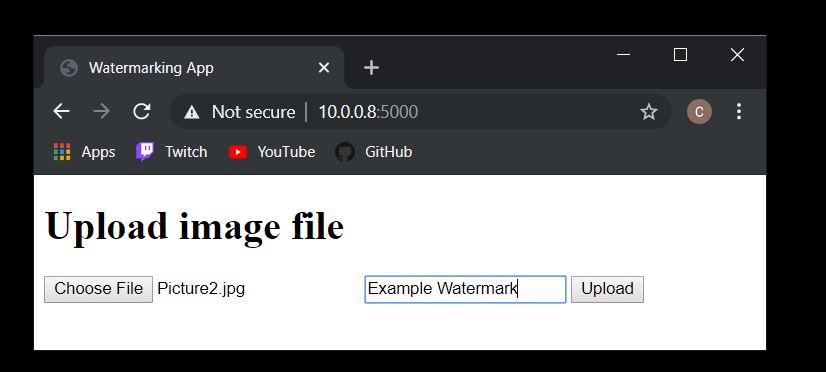 Watermarking App
Not secure | 10.0.0.8:5000
C
Apps Twitch YouTube GitHub
Upload image file
Choose File Picture2.jpg Example Watermark Upload